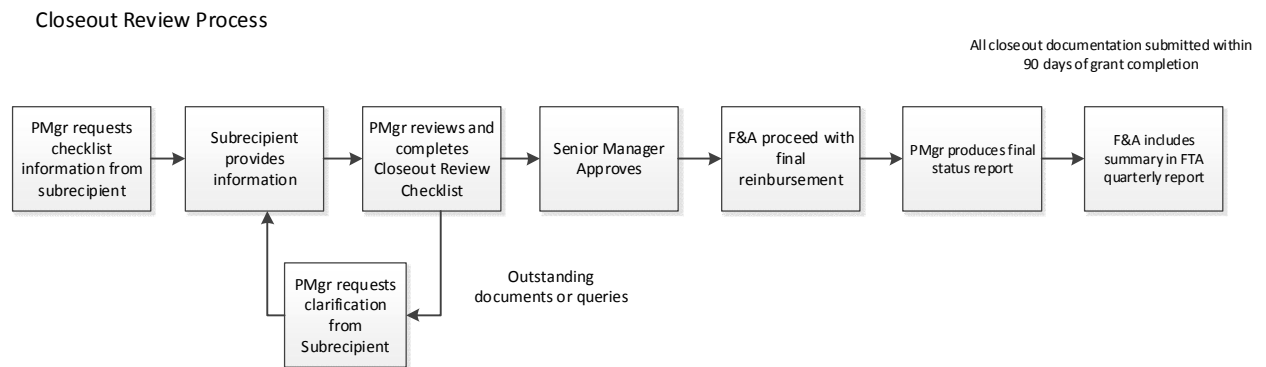 Closeout Review Process
All closeout documentation submitted within
90 days of grant completion
PMgr requests
checklist
information from
subrecipient
Subrecipient
provides
information
PMgr reviews and
completes
Closeout Review
Checklist
Senior Manager
Approves
F&A proceed with
final
reimbursement
PMgr produces final
status report
F&A includes
summary in FTA
quarterly report
PMgr requests
clarification
from
Subrecipient
Outstanding
documents or queries